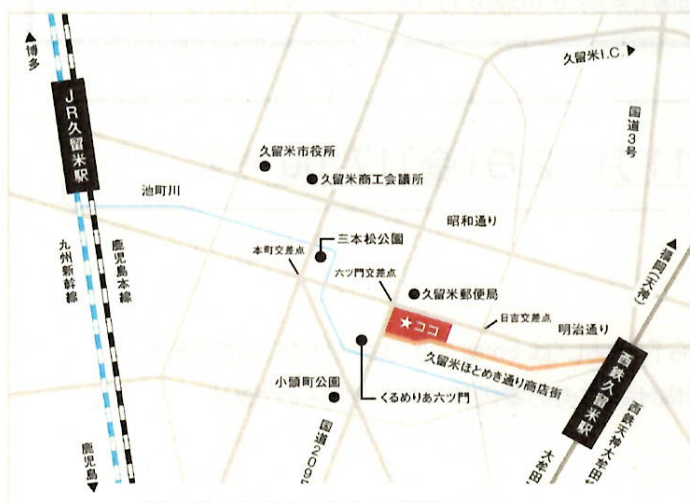 ▲博多
久留米I.C.▶
JR久留米駅
国道3号
久留米市役所
久留米商工会議所
池町川
昭和通り
三本松公園
本町交差点
九州新幹線
鹿児島本線
六ツ門交差点
▲福岡(天神)
久留米郵便局
日吉交差点
★ココ
明治通り
久留米ほとめき通り商店街
西鉄久留米駅
小頭町公園
くるめりあ六ツ門
国道209
西鉄天神大牟田
大牟田
鹿児島▼